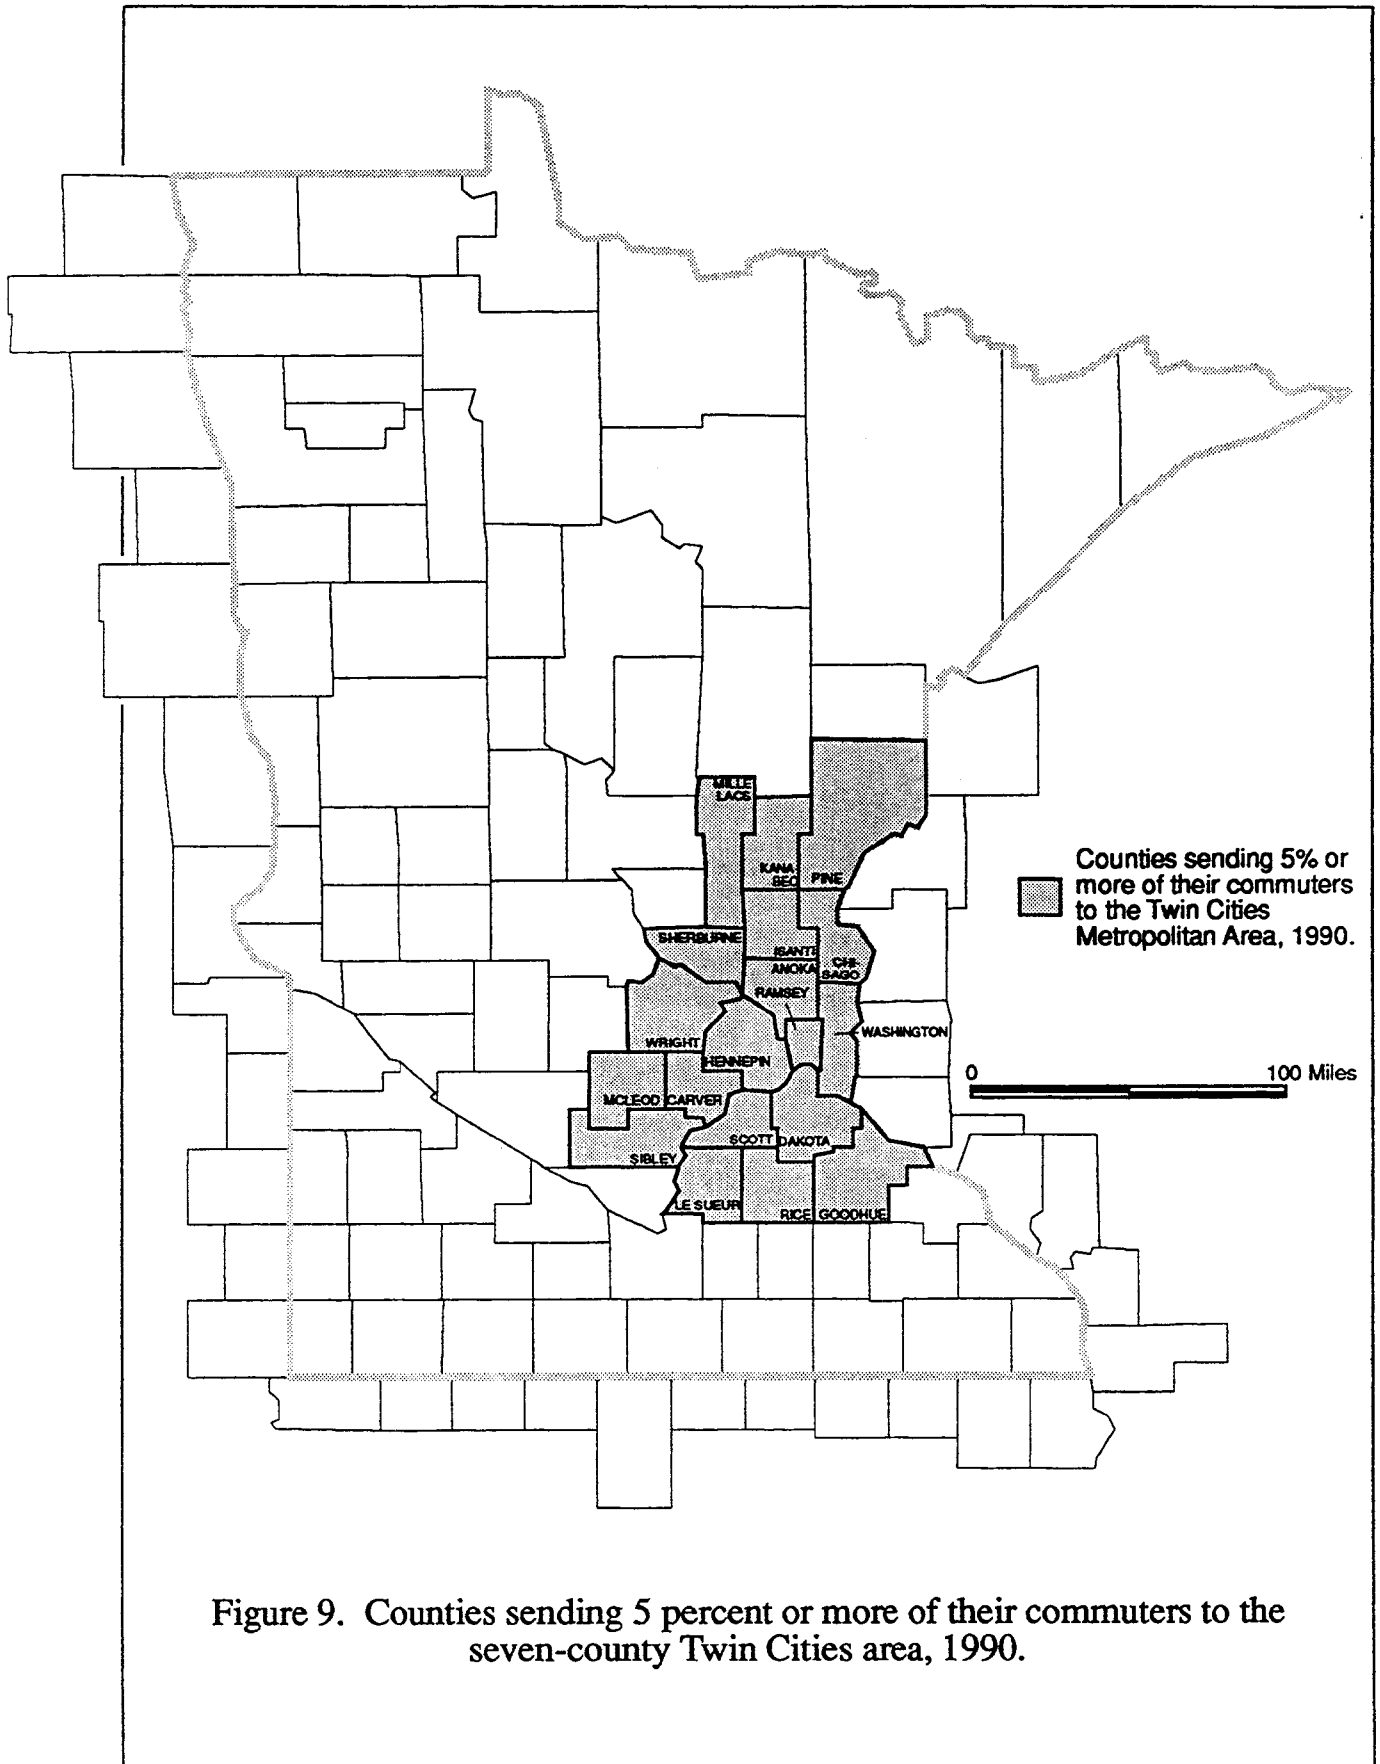 MILLE
LACS
KANA-
BEC
PINE
SHERBURNE
ISANTI
ANOKA
CHI-
SAGO
RAMSEY
WASHINGTON
WRIGHT
HENNEPIN
MCLEOD
CARVER
SCOTT
DAKOTA
SIBLEY
LE SUEUR
RICE
GOODHUE
Counties sending 5% or
more of their commuters
to the Twin Cities
Metropolitan Area, 1990.
0 100 Miles
Figure 9. Counties sending 5 percent or more of their commuters to the
seven-county Twin Cities area, 1990.